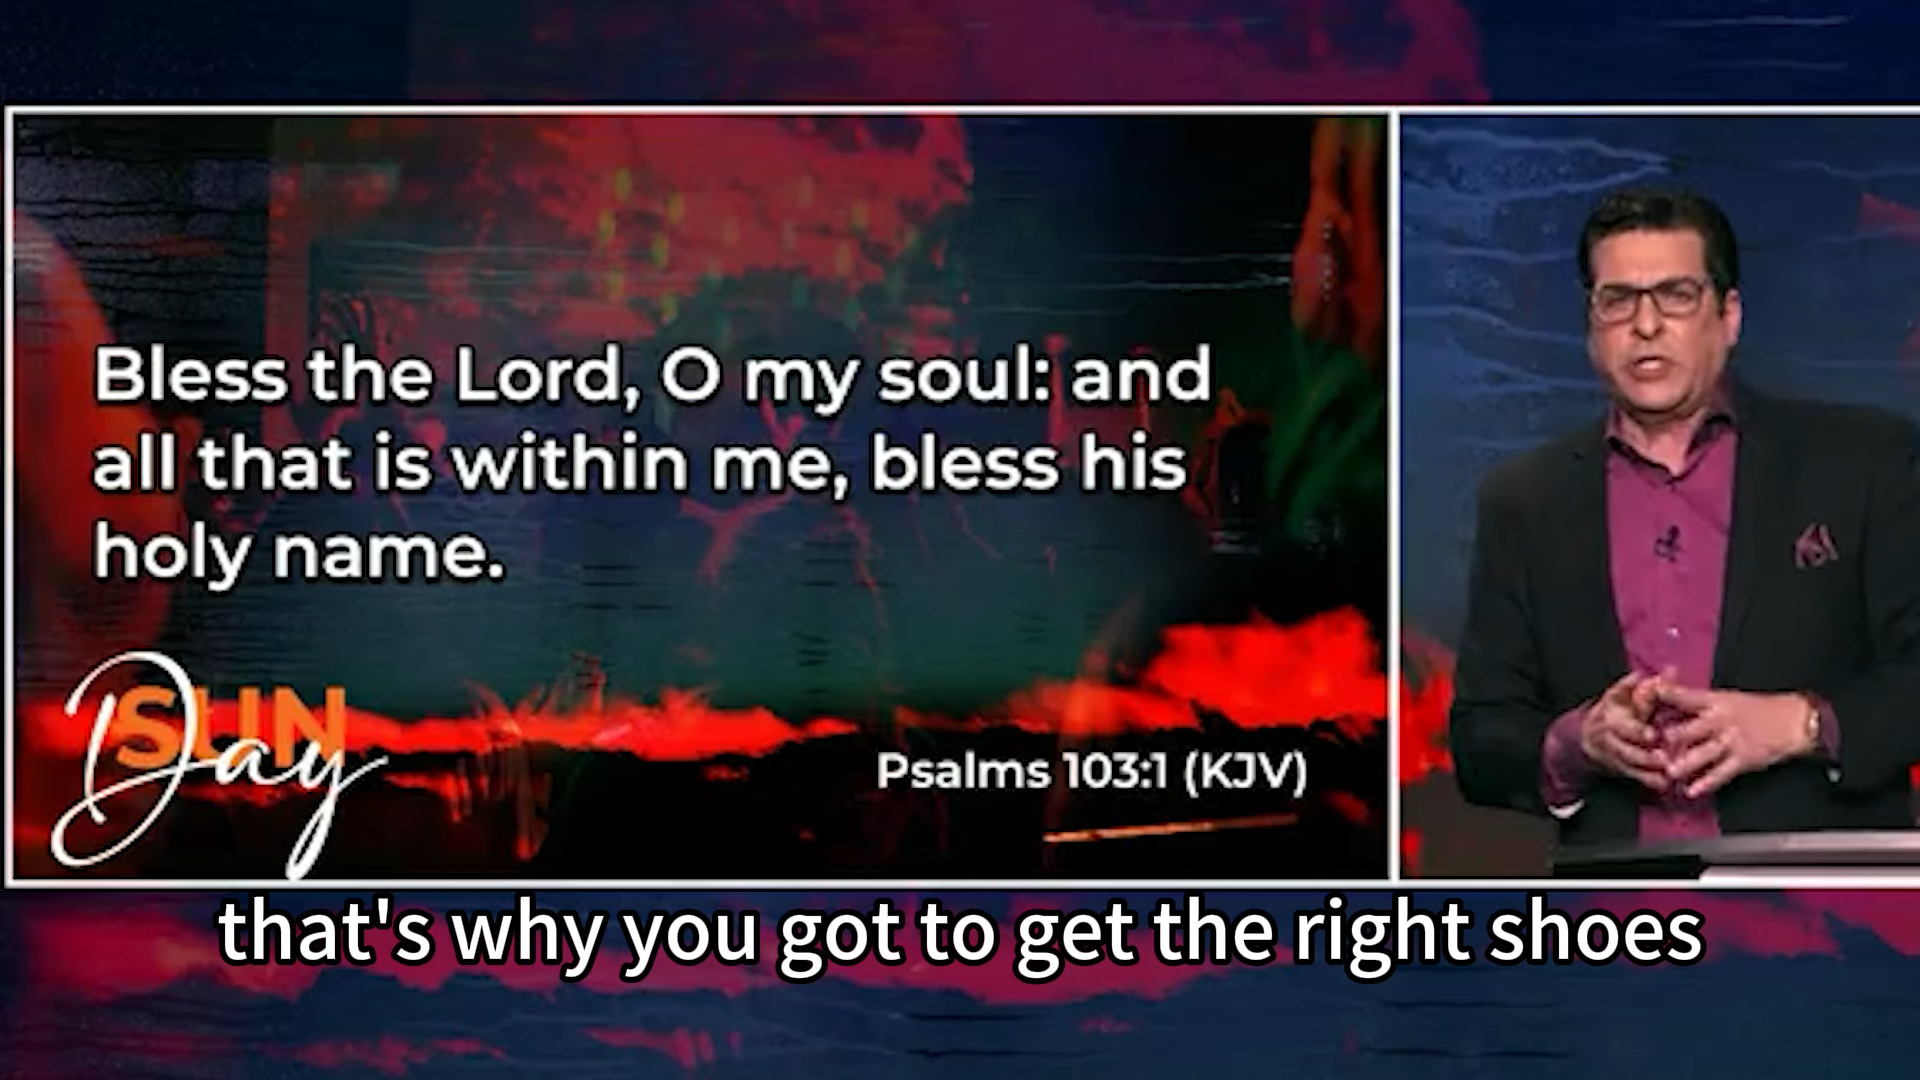 Bless the Lord, O my soul: and
all that is within me, bless his
holy name.
SUN
Day
Psalms 103:1 (KJV)
that's why you got to get the right shoes